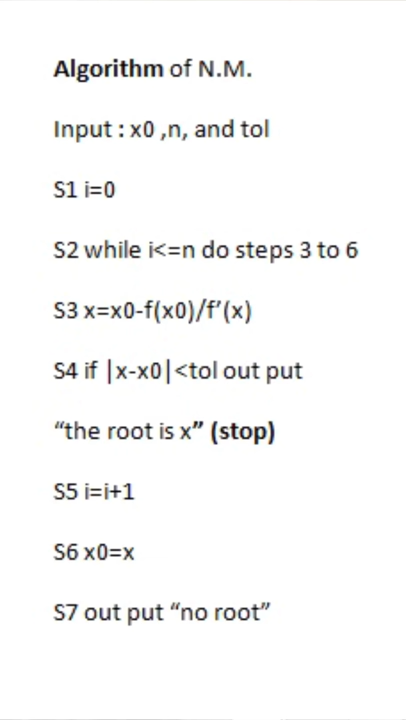 Algorithm of N.M.
Input : x0 ,n, and tol
S1 i=0
S2 while i<=n do steps 3 to 6
S3 x=x0-f(x0)/f’(x)
S4 if |x-x0|<tol out put
“the root is x” (stop)
S5 i=i+1
S6 x0=x
S7 out put “no root”